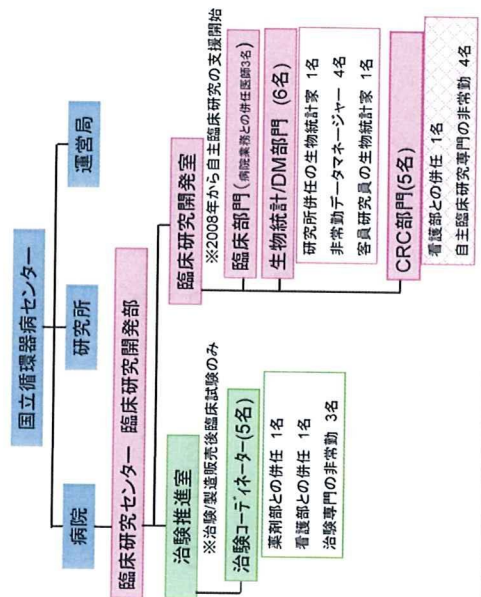 国立循環器病センター
病院
研究所
運営局
臨床研究センター 臨床研究開発部
治験推進室
※治験/製造販売後臨床試験のみ
治験コーディネーター(5名)
薬剤部との併任 1名
看護部との併任 1名
治験専門の非常勤 3名
臨床研究開発室
※2008年から自主臨床研究の支援開始
臨床部門(病院業務との併任医師3名)
生物統計/DM部門 (6名)
研究所併任の生物統計家 1名
非常勤データマネージャー 4名
客員研究員の生物統計家 1名
CRC部門(5名)
看護部との併任 1名
自主臨床研究専門の非常勤 4名